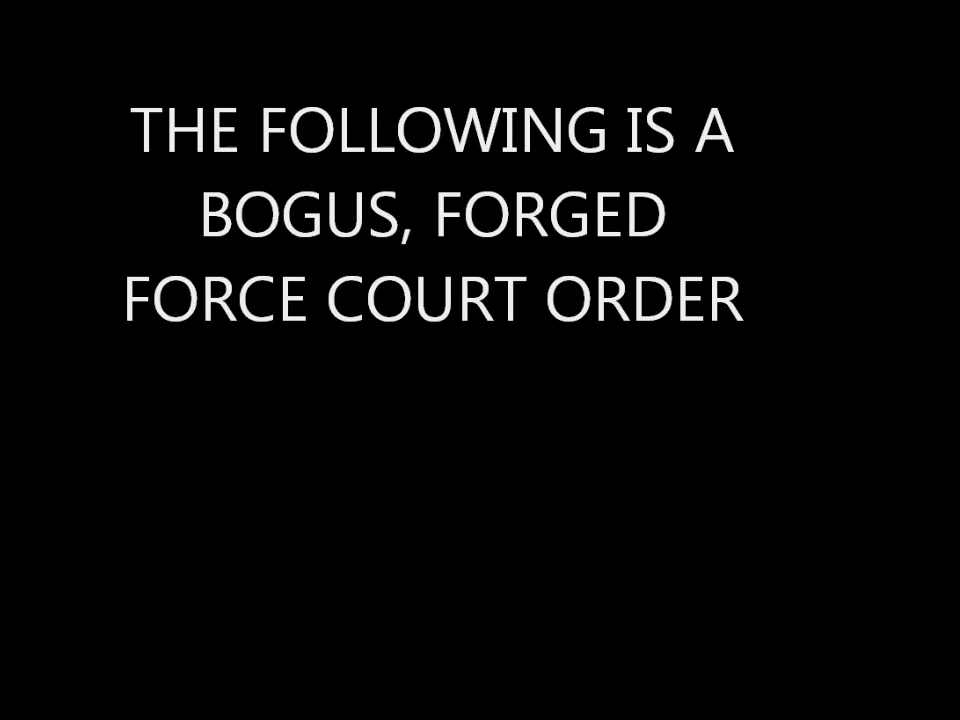 THE FOLLOWING IS A
BOGUS, FORGED
FORCE COURT ORDER